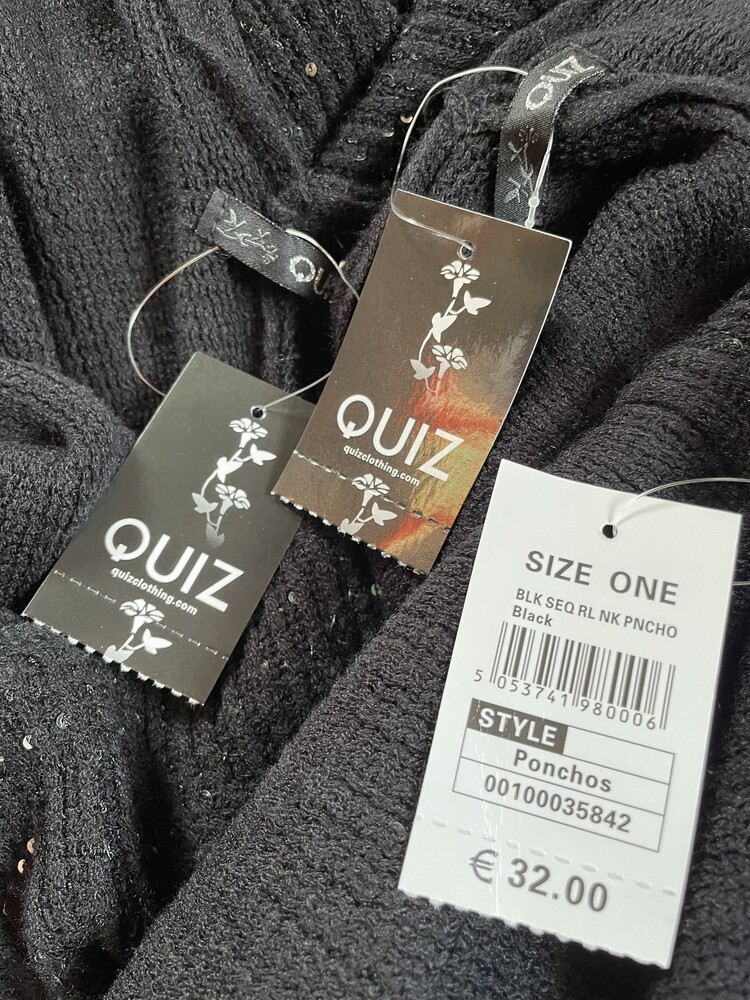 QUIZ
QU
QUIZ
quizclothing.com
QUIZ
quizclothing.com
SIZE ONE
BLK SEQ RL NK PNCHO
Black
5 053741 980006
STYLE
Ponchos
00100035842
€ 32.00